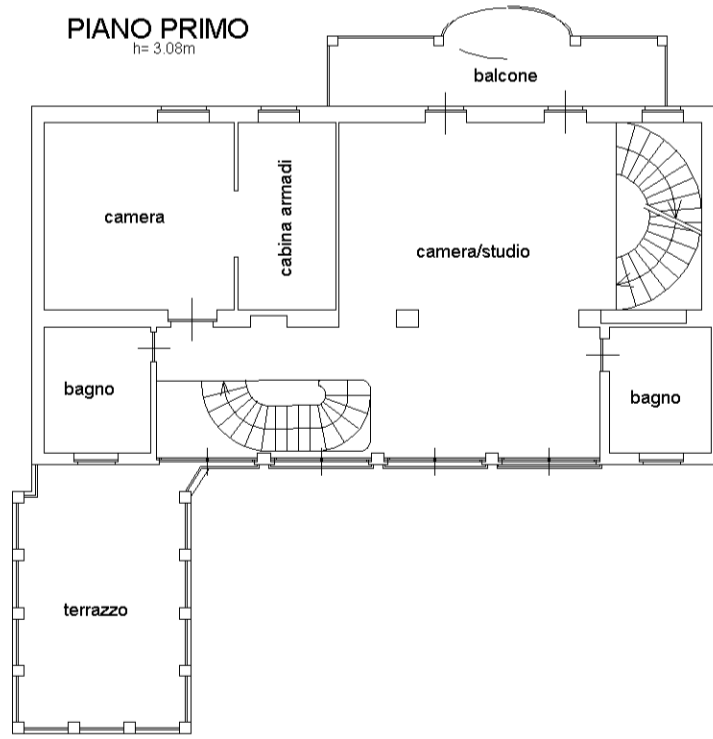 PIANO PRIMO
h= 3.08m
balcone
camera
cabina armadi
camera/studio
bagno
bagno
terrazzo